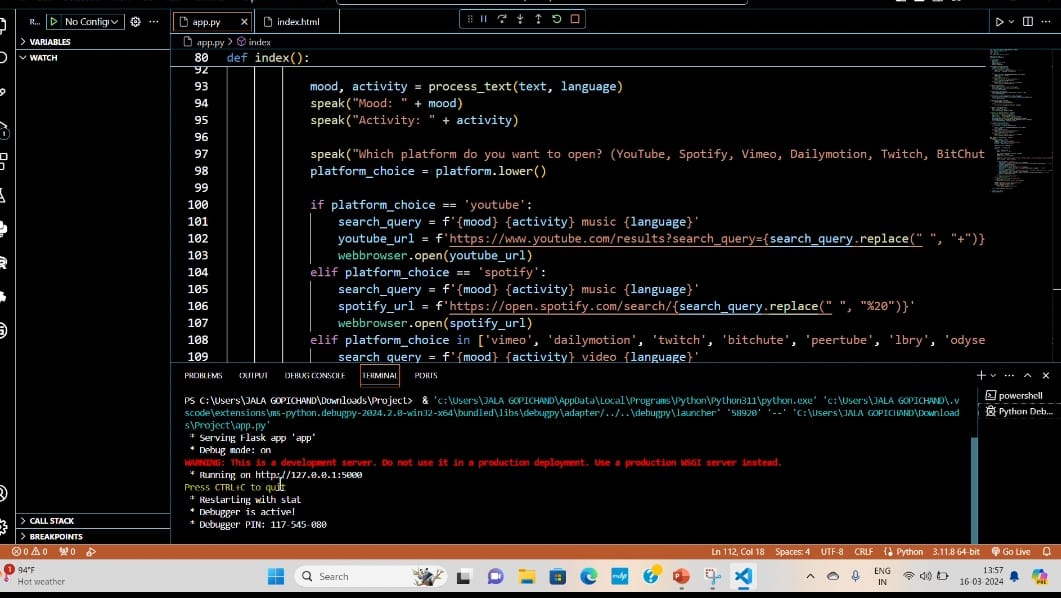 R... No Config
app.py
index.html
VARIABLES
WATCH
CALL STACK
BREAKPOINTS
app.py > index
80 def index():
92
93 mood, activity = process_text(text, language)
94 speak("Mood: " + mood)
95 speak("Activity: " + activity)
96
97 speak("Which platform do you want to open? (YouTube, Spotify, Vimeo, Dailymotion, Twitch, BitChut
98 platform_choice = platform.lower()
99
100 if platform_choice == 'youtube':
101 search_query = f'{mood} {activity} music {language}'
102 youtube_url = f'https://www.youtube.com/results?search_query={search_query.replace(" ", "+")}
103 webbrowser.open(youtube_url)
104 elif platform_choice == 'spotify':
105 search_query = f'{mood} {activity} music {language}'
106 spotify_url = f'https://open.spotify.com/search/{search_query.replace(" ", "%20")}'
107 webbrowser.open(spotify_url)
108 elif platform_choice in ['vimeo', 'dailymotion', 'twitch', 'bitchute', 'peertube', 'lbry', 'odyse
109 search_query = f'{mood} {activity} video {language}'
PROBLEMS OUTPUT DEBUG CONSOLE TERMINAL PORTS
PS C:\Users\JALA GOPICHAND\Downloads\Project> & 'c:\Users\JALA GOPICHAND\AppData\Local\Programs\Python\Python311\python.exe' 'c:\Users\JALA GOPICHAND\.v
scode\extensions\ms-python.debugpy-2024.2.0-win32-x64\bundled\libs\debugpy\adapter/../..\debugpy\launcher' '58920' '--' 'C:\Users\JALA GOPICHAND\Download
s\Project\app.py'
* Serving Flask app 'app'
* Debug mode: on
WARNING: This is a development server. Do not use it in a production deployment. Use a production WSGI server instead.
* Running on http://127.0.0.1:5000
Press CTRL+C to quit
* Restarting with stat
* Debugger is active!
* Debugger PIN: 117-545-080
powershell
Python Deb...
0 0 0
Ln 112, Col 18 Spaces: 4 UTF-8 CRLF Python 3.11.8 64-bit Go Live
1
94°F
Hot weather
Search
ENG
IN
13:57
16-03-2024